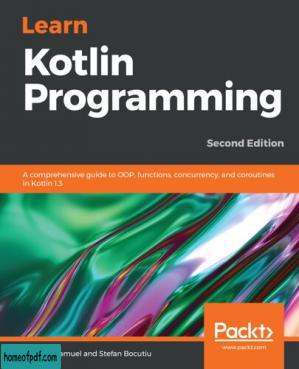 Learn
Kotlin
Programming
Second Edition
A comprehensive guide to OOP, functions, concurrency, and coroutines
in Kotlin 1.3
Packt>
www.packt.com
and Stefan Bocutiu
homeofpdf.com